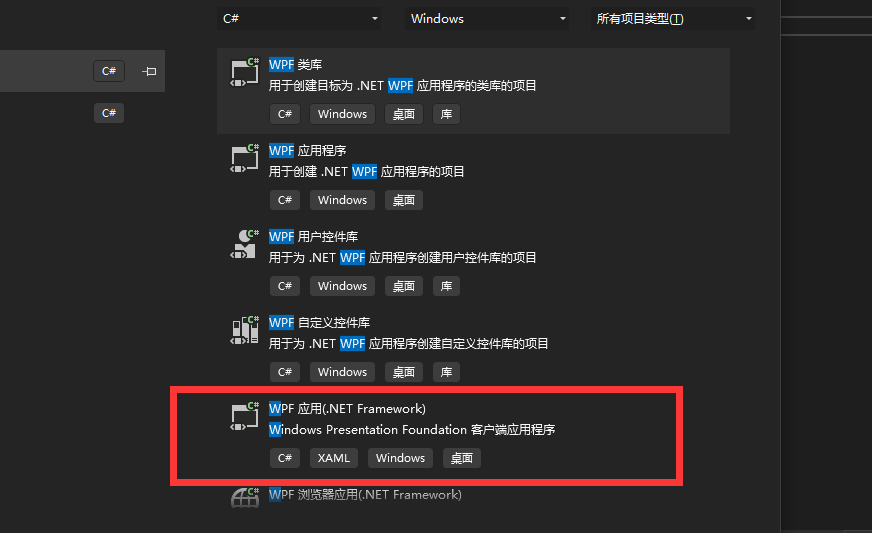 C# Windows 所有项目类型(T)
C#
C#
WPF 类库
用于创建目标为 .NET WPF 应用程序的类库的项目
C# Windows 桌面 库
WPF 应用程序
用于创建 .NET WPF 应用程序的项目
C# Windows 桌面
WPF 用户控件库
用于为 .NET WPF 应用程序创建用户控件库的项目
C# Windows 桌面 库
WPF 自定义控件库
用于为 .NET WPF 应用程序创建自定义控件库的项目
C# Windows 桌面 库
WPF 应用(.NET Framework)
Windows Presentation Foundation 客户端应用程序
C# XAML Windows 桌面
WPF 浏览器应用(.NET Framework)